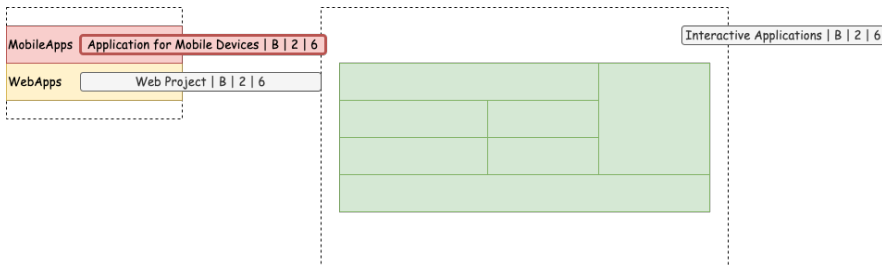 MobileApps
Application for Mobile Devices | B | 2 | 6
Interactive Applications | B | 2 | 6
WebApps
Web Project | B | 2 | 6